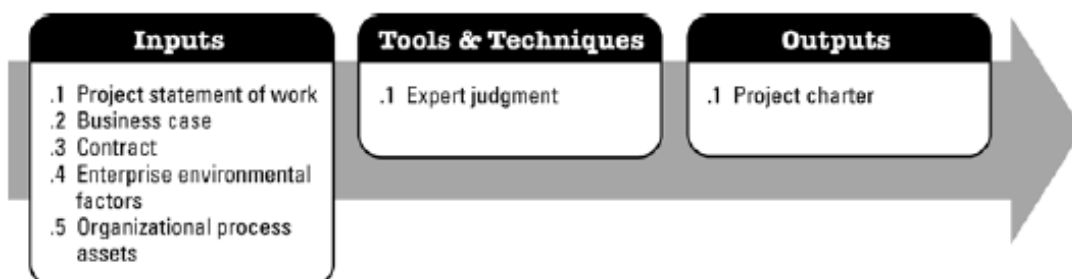 Inputs
.1 Project statement of work
.2 Business case
.3 Contract
.4 Enterprise environmental
factors
.5 Organizational process
assets
Tools & Techniques
.1 Expert judgment
Outputs
.1 Project charter